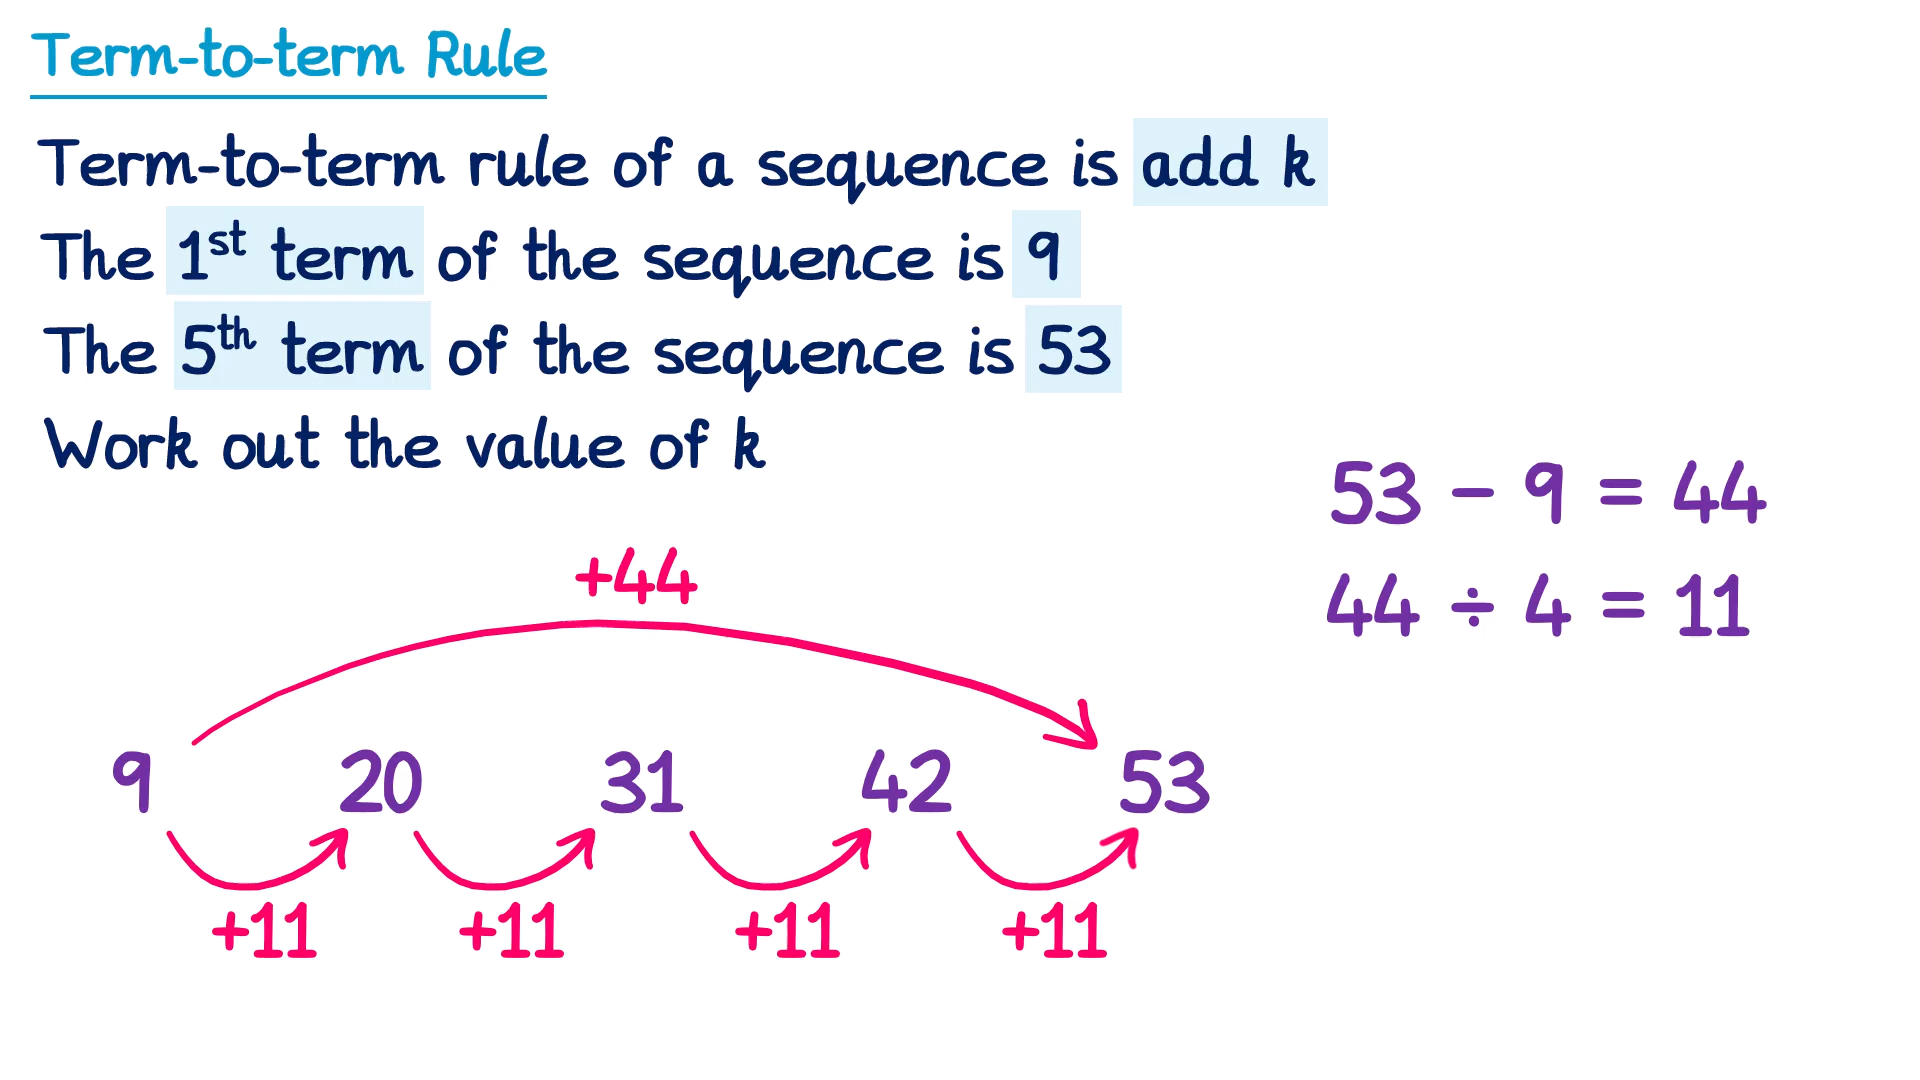 Term-to-term Rule
Term-to-term rule of a sequence is add k
The 1st term of the sequence is 9
The 5th term of the sequence is 53
Work out the value of k
53 − 9 = 44
44 ÷ 4 = 11
+44
9 20 31 42 53
+11 +11 +11 +11